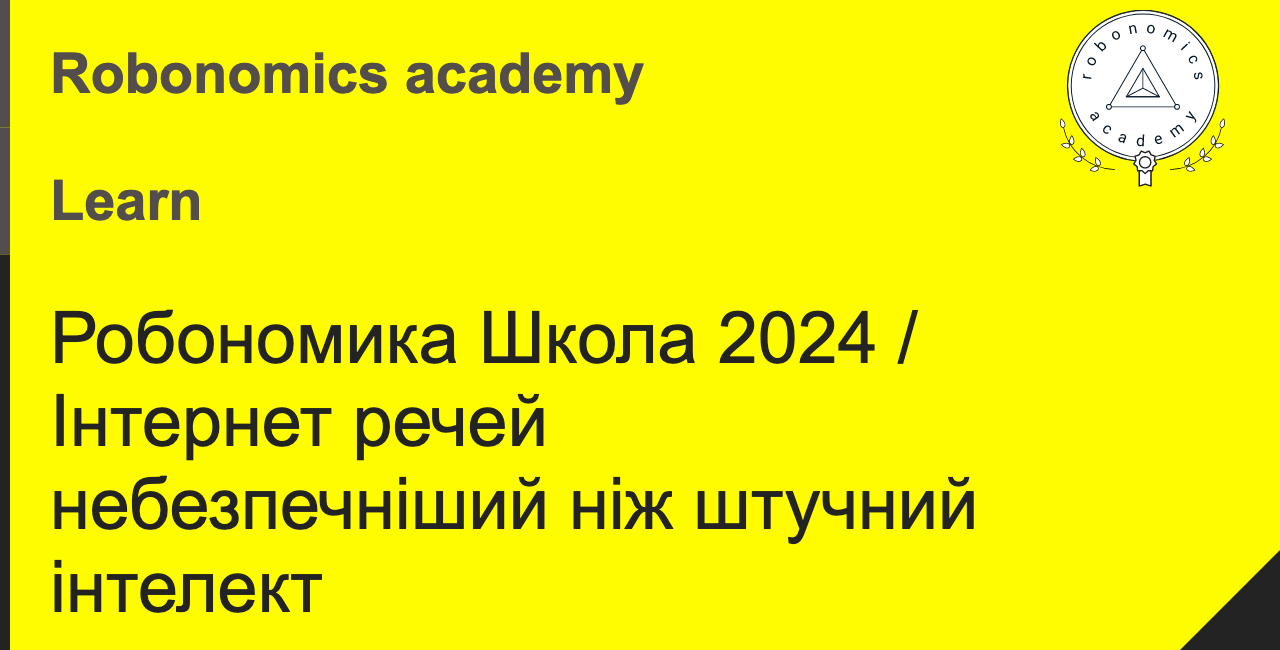 Robonomics academy
robonomics
academy
Learn
Робономика Школа 2024 /
Інтернет речей
небезпечніший ніж штучний
інтелект